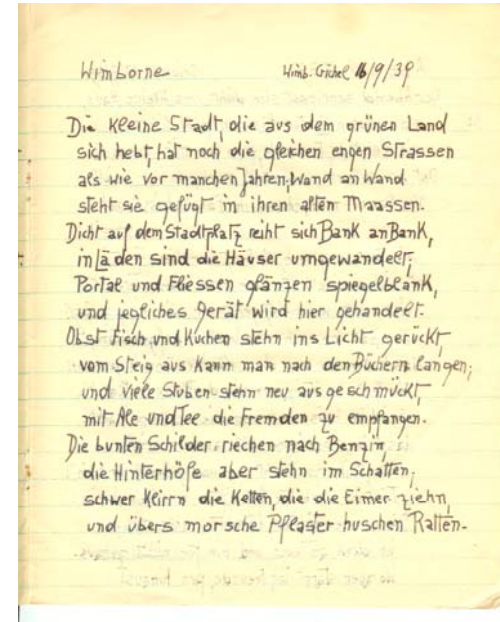 Wimborne Wimb. Gichel 16/9/39
Die kleine Stadt, die aus dem grünen Land
sich hebt, hat noch die gleichen engen Strassen
als wie vor manchen Jahren; Wand an Wand
steht sie gefügt in ihren alten Maassen.
Dicht auf dem Stadtplatz reiht sich Bank an Bank,
in Läden sind die Häuser umgewandelt;
Portal und Fliessen glänzen spiegelblank,
und jegliches Gerät wird hier gehandelt.
Obst Fisch, und Kuchen stehn ins Licht gerückt,
vom Steig aus kann man nach den Büchern langen;
und viele Stuben stehn neu ausgeschmückt,
mit Ale und Tee die Fremden zu empfangen.
Die bunten Schilder riechen nach Benzin,
die Hinterhöfe aber stehn im Schatten;
schwer klirrn die Ketten, die die Eimer ziehn,
und übers morsche Pflaster huschen Ratten.